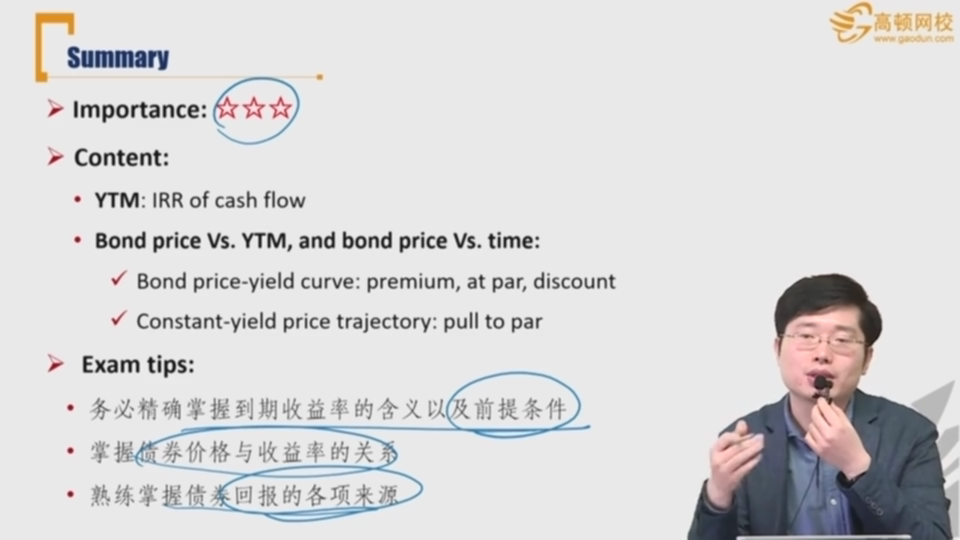 高顿网校
www.gaodun.com
Summary
Importance: ☆☆☆
Content:
YTM: IRR of cash flow
Bond price Vs. YTM, and bond price Vs. time:
Bond price-yield curve: premium, at par, discount
Constant-yield price trajectory: pull to par
Exam tips:
务必精确掌握到期收益率的含义以及前提条件
掌握债券价格与收益率的关系
熟练掌握债券回报的各项来源